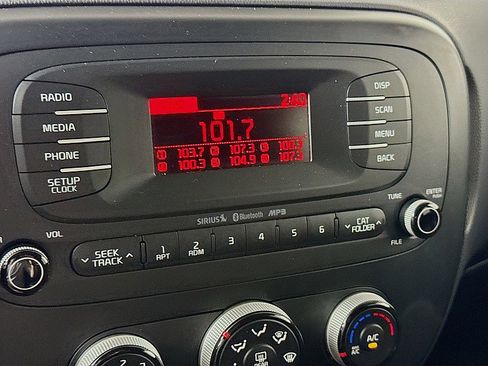 RADIO
MEDIA
PHONE
SETUP
CLOCK
101.7
103.7 107.3 100.3
100.3 104.9 107.3
DISP
SCAN
MENU
BACK
SIRIUS Bluetooth MP3
VOL
SEEK
TRACK
1
RPT
2
RDM
3
4
5
6
CAT
FOLDER
TUNE
FILE
ENTER
A/C
A/C